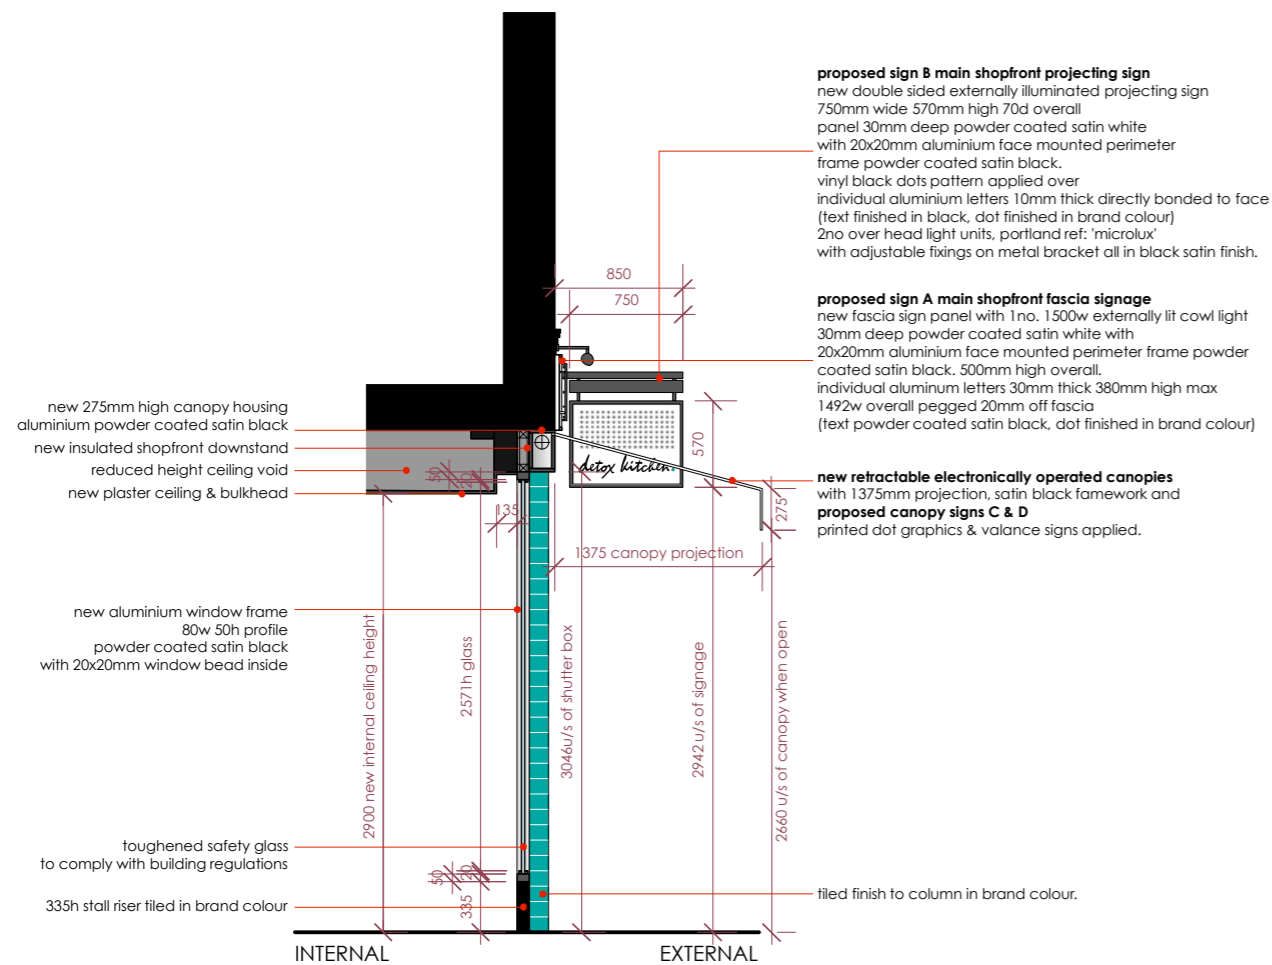 proposed sign B main shopfront projecting sign
new double sided externally illuminated projecting sign
750mm wide 570mm high 70d overall
panel 30mm deep powder coated satin white
with 20x20mm aluminium face mounted perimeter
frame powder coated satin black.
vinyl black dots pattern applied over
individual aluminium letters 10mm thick directly bonded to face
(text finished in black, dot finished in brand colour)
2no over head light units, portland ref: 'microlux'
with adjustable fixings on metal bracket all in black satin finish.
850
750
proposed sign A main shopfront fascia signage
new fascia sign panel with 1no. 1500w externally lit cowl light
30mm deep powder coated satin white with
20x20mm aluminium face mounted perimeter frame powder
coated satin black. 500mm high overall.
individual aluminum letters 30mm thick 380mm high max
1492w overall pegged 20mm off fascia
(text powder coated satin black, dot finished in brand colour)
new 275mm high canopy housing
aluminium powder coated satin black
new insulated shopfront downstand
reduced height ceiling void
new plaster ceiling & bulkhead
50
20
135
detox kitchen.
570
275
new retractable electronically operated canopies
with 1375mm projection, satin black famework and
proposed canopy signs C & D
printed dot graphics & valance signs applied.
1375 canopy projection
new aluminium window frame
80w 50h profile
powder coated satin black
with 20x20mm window bead inside
2900 new internal ceiling height
2571h glass
3046u/s of shutter box
2942 u/s of signage
2660 u/s of canopy when open
toughened safety glass
to comply with building regulations
50
20
335
335h stall riser tiled in brand colour
tiled finish to column in brand colour.
INTERNAL
EXTERNAL